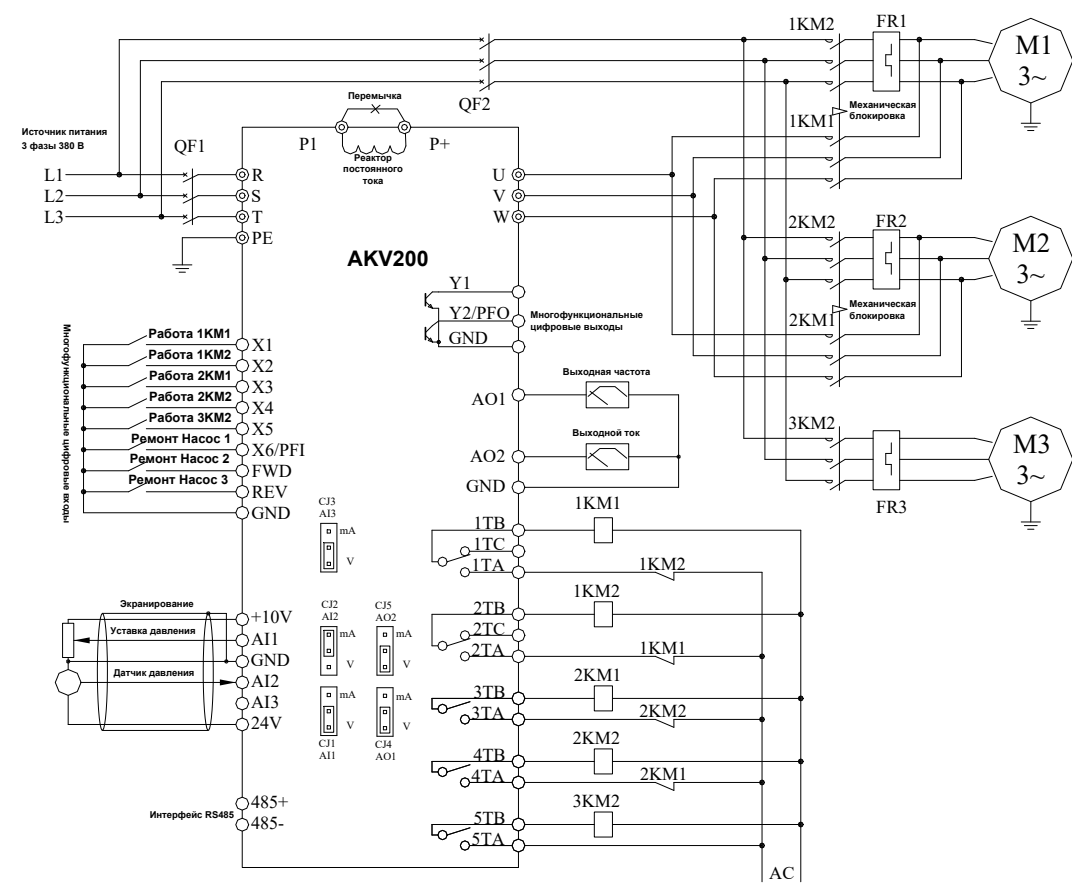 1KM2
FR1
M1
3~
QF2
Перемычка
P1
P+
Реактор
постоянного
тока
Источник питания
3 фазы 380 В
QF1
L1
L2
L3
R
S
T
PE
U
V
W
1KM1
Механическая
блокировка
AKV200
2KM2
FR2
M2
3~
2KM1
Механическая
блокировка
3KM2
FR3
M3
3~
Y1
Y2/PFO
GND
Многофункциональные
цифровые выходы
Многофункциональные цифровые входы
Работа 1KM1
X1
Работа 1KM2
X2
Работа 2KM1
X3
Работа 2KM2
X4
Работа 3KM2
X5
Ремонт Насос 1
X6/PFI
Ремонт Насос 2
FWD
Ремонт Насос 3
REV
GND
Выходная частота
AO1
Выходной ток
AO2
GND
CJ3
AI3
mA
V
1TB
1KM1
1TC
1TA
1KM2
2TB
1KM2
2TC
2TA
1KM1
3TB
2KM1
3TA
2KM2
4TB
2KM2
4TA
2KM1
5TB
3KM2
5TA
AC
Экранирование
+10V
Уставка давления
AI1
GND
Датчик давления
AI2
AI3
24V
CJ2
AI2
mA
V
CJ5
AO2
mA
V
mA
V
CJ1
AI1
mA
V
CJ4
AO1
Интерфейс RS485
485+
485-